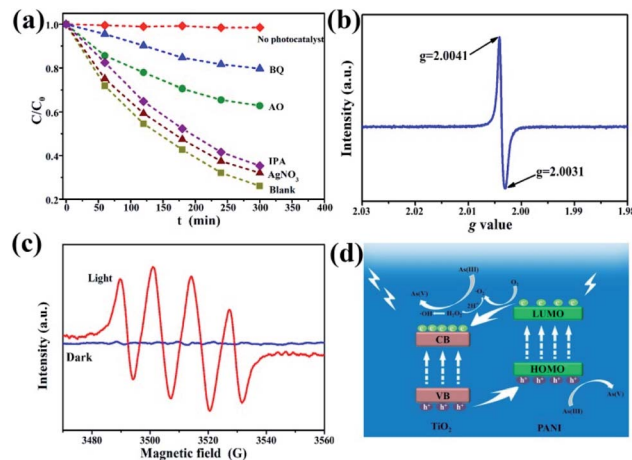 (a)
1.0
0.8
0.6
0.4
0.2
0.0
C/C₀
0 50 100 150 200 250 300 350 400
t (min)
No photocatalyst
BQ
AO
IPA
AgNO₃
Blank
(b)
Intensity (a.u.)
g=2.0041
g=2.0031
2.03 2.01 2.00 1.99 1.98
g value
(c)
Intensity (a.u.)
Light
Dark
3480 3500 3520 3540 3560
Magnetic field (G)
(d)
As(III)
As(V)
·O₂
O₂
·OH
H₂O₂
2H⁺
CB
LUMO
HOMO
h⁺ h⁺ h⁺ h⁺
VB
h⁺ h⁺ h⁺ h⁺
As(V)
As(III)
TiO₂
PANI